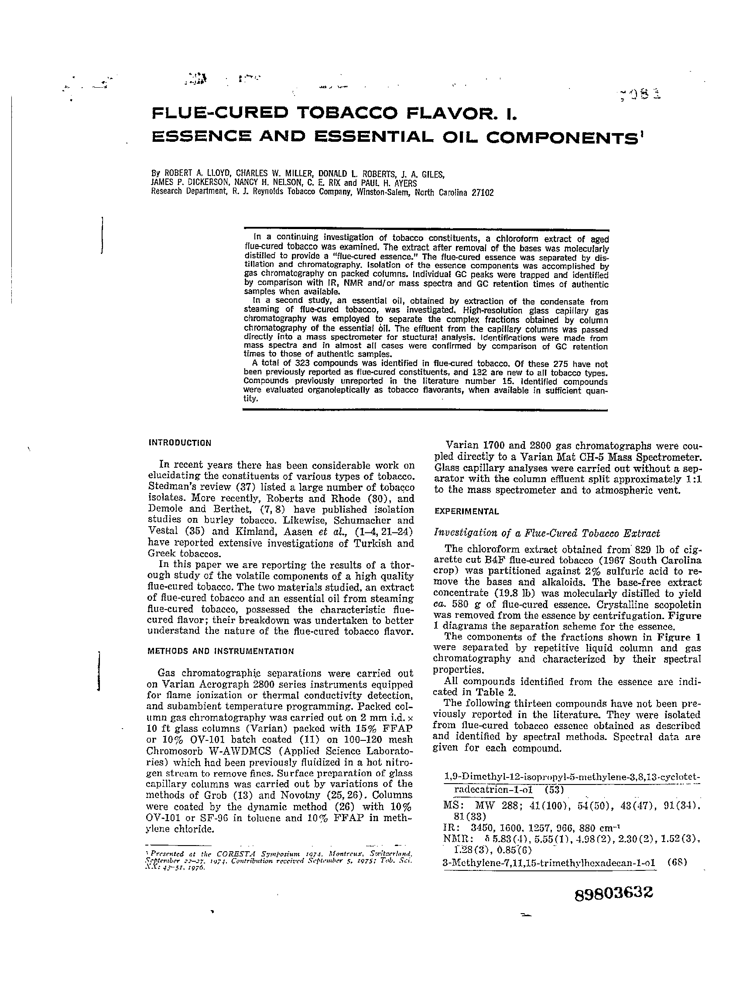 FLUE-CURED TOBACCO FLAVOR. I.
ESSENCE AND ESSENTIAL OIL COMPONENTS¹
By ROBERT A. LLOYD, CHARLES W. MILLER, DONALD L. ROBERTS, J. A. GILES,
JAMES P. DICKERSON, NANCY H. NELSON, C. E. RIX and PAUL H. AYERS
Research Department, R. J. Reynolds Tobacco Company, Winston-Salem, North Carolina 27102
In a continuing investigation of tobacco constituents, a chloroform extract of aged
flue-cured tobacco was examined. The extract after removal of the bases was molecularly
distilled to provide a "flue-cured essence." The flue-cured essence was separated by dis-
tillation and chromatography. Isolation of the essence components was accomplished by
gas chromatography on packed columns. Individual GC peaks were trapped and identified
by comparison with IR, NMR and/or mass spectra and GC retention times of authentic
samples when available.
In a second study, an essential oil, obtained by extraction of the condensate from
steaming of flue-cured tobacco, was investigated. High-resolution glass capillary gas
chromatography was employed to separate the complex fractions obtained by column
chromatography of the essential oil. The effluent from the capillary columns was passed
directly into a mass spectrometer for stuctural analysis. Identifications were made from
mass spectra and in almost all cases were confirmed by comparison of GC retention
times to those of authentic samples.
A total of 323 compounds was identified in flue-cured tobacco. Of these 275 have not
been previously reported as flue-cured constituents, and 132 are new to all tobacco types.
Compounds previously unreported in the literature number 15. Identified compounds
were evaluated organoleptically as tobacco flavorants, when available in sufficient quan-
tity.
INTRODUCTION
In recent years there has been considerable work on
elucidating the constituents of various types of tobacco.
Stedman's review (37) listed a large number of tobacco
isolates. More recently, Roberts and Rhode (30), and
Demole and Berthet, (7, 8) have published isolation
studies on burley tobacco. Likewise, Schumacher and
Vestal (35) and Kimland, Aasen et al., (1–4, 21–24)
have reported extensive investigations of Turkish and
Greek tobaccos.
In this paper we are reporting the results of a thor-
ough study of the volatile components of a high quality
flue-cured tobacco. The two materials studied, an extract
of flue-cured tobacco and an essential oil from steaming
flue-cured tobacco, possessed the characteristic flue-
cured flavor; their breakdown was undertaken to better
understand the nature of the flue-cured tobacco flavor.
METHODS AND INSTRUMENTATION
Gas chromatographic separations were carried out
on Varian Aerograph 2800 series instruments equipped
for flame ionization or thermal conductivity detection,
and subambient temperature programming. Packed col-
umn gas chromatography was carried out on 2 mm i.d. ×
10 ft glass columns (Varian) packed with 15% FFAP
or 10% OV-101 batch coated (11) on 100–120 mesh
Chromosorb W-AWDMCS (Applied Science Laborato-
ries) which had been previously fluidized in a hot nitro-
gen stream to remove fines. Surface preparation of glass
capillary columns was carried out by variations of the
methods of Grob (13) and Novotny (25, 26). Columns
were coated by the dynamic method (26) with 10%
OV-101 or SF-96 in toluene and 10% FFAP in meth-
ylene chloride.
¹ Presented at the CORESTA Symposium 1974, Montreux, Switzerland,
September 22–27, 1974. Contribution received September 5, 1975; Tob. Sci.
XX: 43–51, 1976.
Varian 1700 and 2800 gas chromatographs were cou-
pled directly to a Varian Mat CH-5 Mass Spectrometer.
Glass capillary analyses were carried out without a sep-
arator with the column effluent split approximately 1:1
to the mass spectrometer and to atmospheric vent.
EXPERIMENTAL
Investigation of a Flue-Cured Tobacco Extract
The chloroform extract obtained from 829 lb of cig-
arette cut B4F flue-cured tobacco (1967 South Carolina
crop) was partitioned against 2% sulfuric acid to re-
move the bases and alkaloids. The base-free extract
concentrate (19.8 lb) was molecularly distilled to yield
ca. 580 g of flue-cured essence. Crystalline scopoletin
was removed from the essence by centrifugation. Figure
1 diagrams the separation scheme for the essence.
The components of the fractions shown in Figure 1
were separated by repetitive liquid column and gas
chromatography and characterized by their spectral
properties.
All compounds identified from the essence are indi-
cated in Table 2.
The following thirteen compounds have not been pre-
viously reported in the literature. They were isolated
from flue-cured tobacco essence obtained as described
and identified by spectral methods. Spectral data are
given for each compound.
1,9-Dimethyl-12-isopropyl-5-methylene-3,8,13-cyclotet-
radecatrien-1-ol (53)
MS: MW 288; 41(100), 54(50), 43(47), 91(34),
81(33)
IR: 3450, 1600, 1257, 966, 880 cm⁻¹
NMR: δ 5.83(4), 5.55(1), 4.98(2), 2.30(2), 1.52(3),
1.28(3), 0.85(6)
3-Methylene-7,11,15-trimethylhexadecan-1-ol (68)
89803632